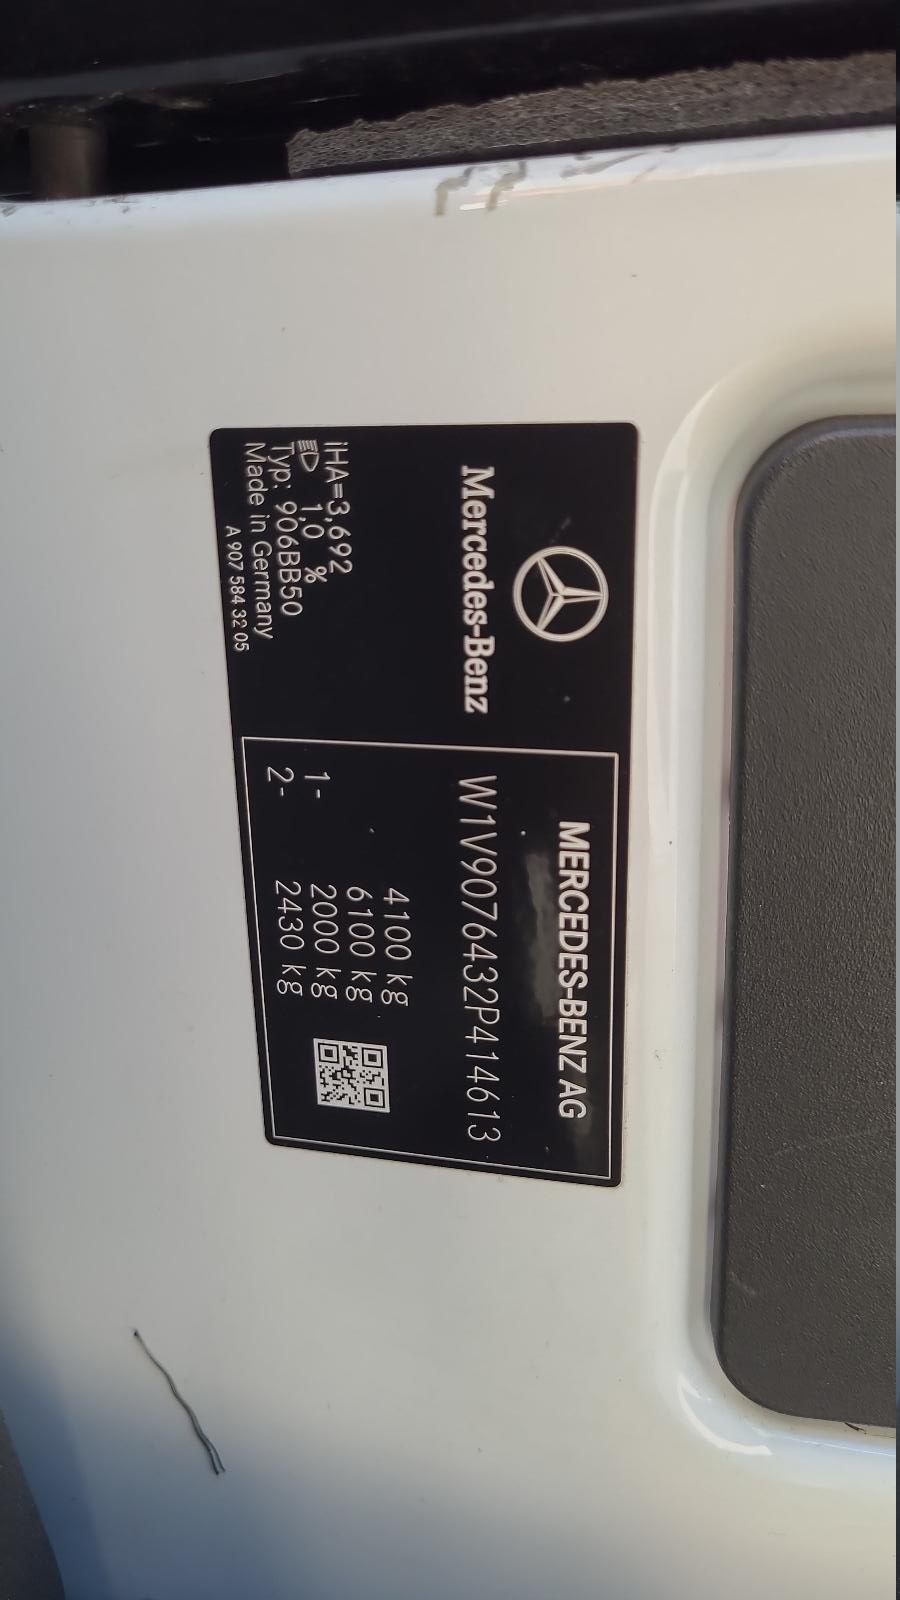 Mercedes-Benz
iHA=3,692
1,0 %
Typ: 906BB50
Made in Germany
A 907 584 32 05
MERCEDES-BENZ AG
W1V9076432P414613
4100 kg
6100 kg
1- 2000 kg
2- 2430 kg